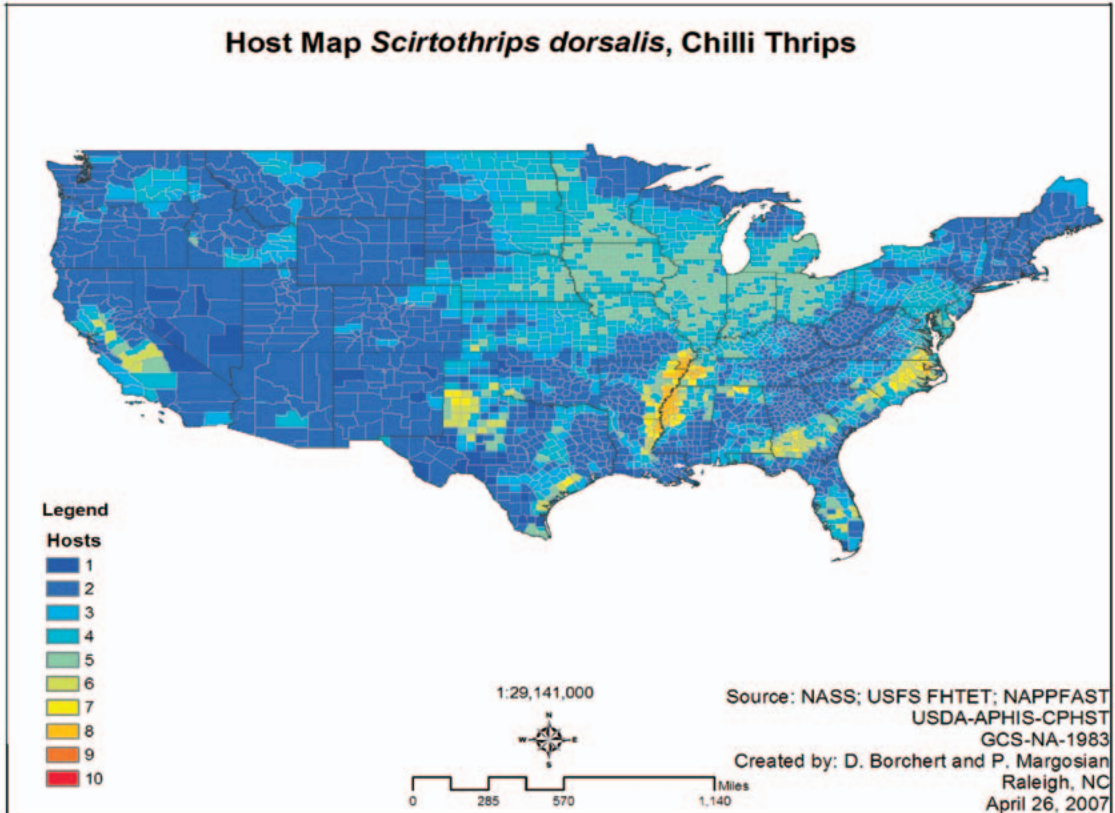 Host Map Scirtothrips dorsalis, Chilli Thrips
Legend
Hosts
1
2
3
4
5
6
7
8
9
10
1:29,141,000
N
W E
S
0 285 570 1,140 Miles
Source: NASS; USFS FHTET; NAPPFAST
USDA-APHIS-CPHST
GCS-NA-1983
Created by: D. Borchert and P. Margosian
Raleigh, NC
April 26, 2007